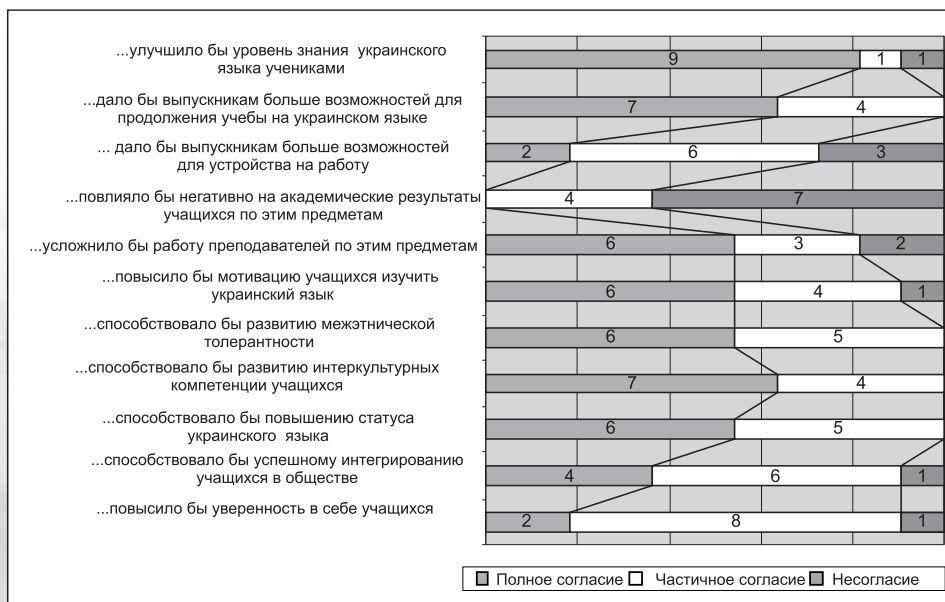 ...улучшило бы уровень знания украинского
языка учениками
9 1 1
...дало бы выпускникам больше возможностей для
продолжения учебы на украинском языке
7 4
... дало бы выпускникам больше возможностей
для устройства на работу
2 6 3
...повлияло бы негативно на академические результаты
учащихся по этим предметам
4 7
...усложнило бы работу преподавателей по этим предметам
6 3 2
...повысило бы мотивацию учащихся изучить
украинский язык
6 4 1
...способствовало бы развитию межэтнической
толерантности
6 5
...способствовало бы развитию интеркультурных
компетенции учащихся
7 4
...способствовало бы повышению статуса
украинского языка
6 5
...способствовало бы успешному интегрированию
учащихся в обществе
4 6 1
...повысило бы уверенность в себе учащихся
2 8 1
Полное согласие Частичное согласие Несогласие